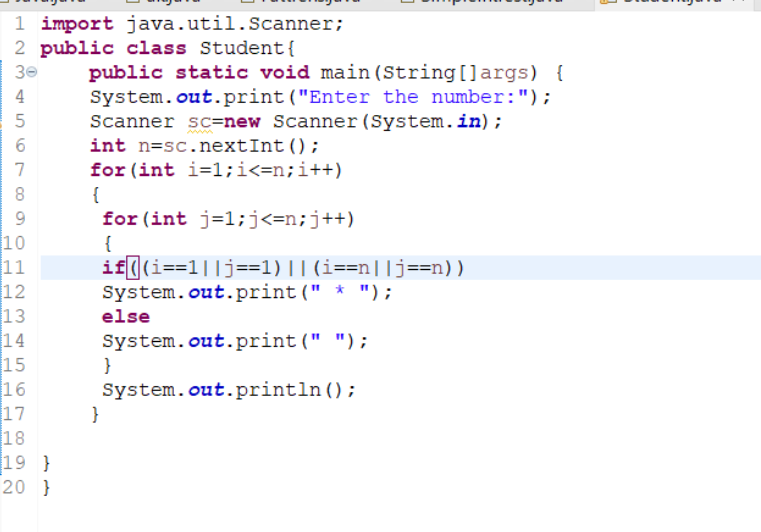 1 import java.util.Scanner;
2 public class Student{
3 public static void main(String[]args) {
4 System.out.print("Enter the number:");
5 Scanner sc=new Scanner(System.in);
6 int n=sc.nextInt();
7 for(int i=1;i<=n;i++)
8 {
9 for(int j=1;j<=n;j++)
10 {
11 if((i==1||j==1)||(i==n||j==n))
12 System.out.print(" * ");
13 else
14 System.out.print(" ");
15 }
16 System.out.println();
17 }
18
19 }
20 }